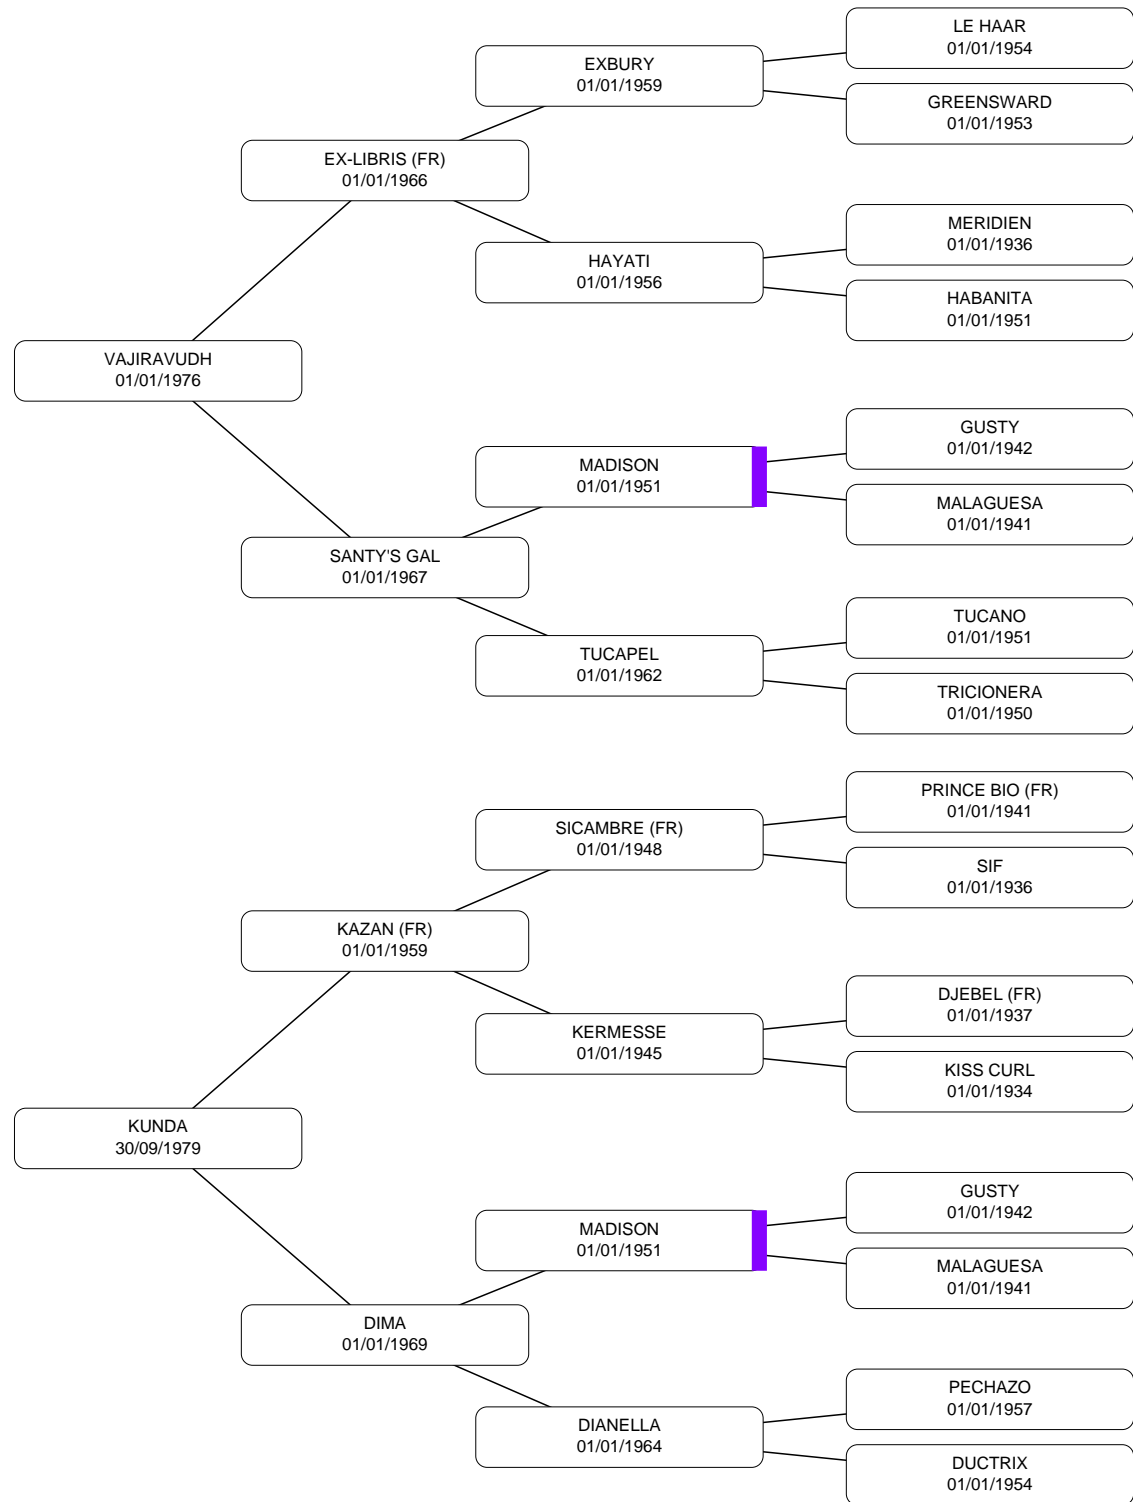 LE HAAR
01/01/1954
EXBURY
01/01/1959
GREENSWARD
01/01/1953
EX-LIBRIS (FR)
01/01/1966
MERIDIEN
01/01/1936
HAYATI
01/01/1956
HABANITA
01/01/1951
VAJIRAVUDH
01/01/1976
GUSTY
01/01/1942
MADISON
01/01/1951
MALAGUESA
01/01/1941
SANTY'S GAL
01/01/1967
TUCANO
01/01/1951
TUCAPEL
01/01/1962
TRICIONERA
01/01/1950
PRINCE BIO (FR)
01/01/1941
SICAMBRE (FR)
01/01/1948
SIF
01/01/1936
KAZAN (FR)
01/01/1959
DJEBEL (FR)
01/01/1937
KERMESSE
01/01/1945
KISS CURL
01/01/1934
KUNDA
30/09/1979
GUSTY
01/01/1942
MADISON
01/01/1951
MALAGUESA
01/01/1941
DIMA
01/01/1969
PECHAZO
01/01/1957
DIANELLA
01/01/1964
DUCTRIX
01/01/1954